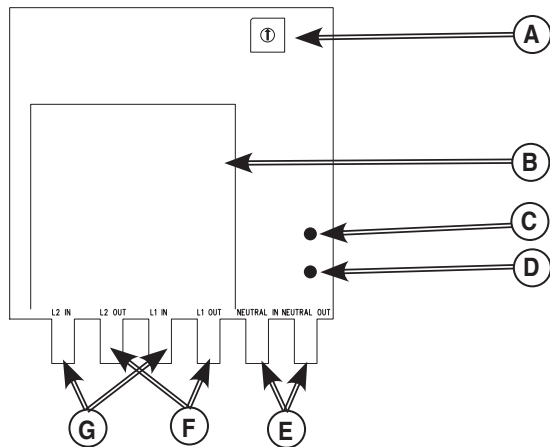 A
B
C
D
L2 IN L2 OUT L1 IN L1 OUT NEUTRAL IN NEUTRAL OUT
G F E